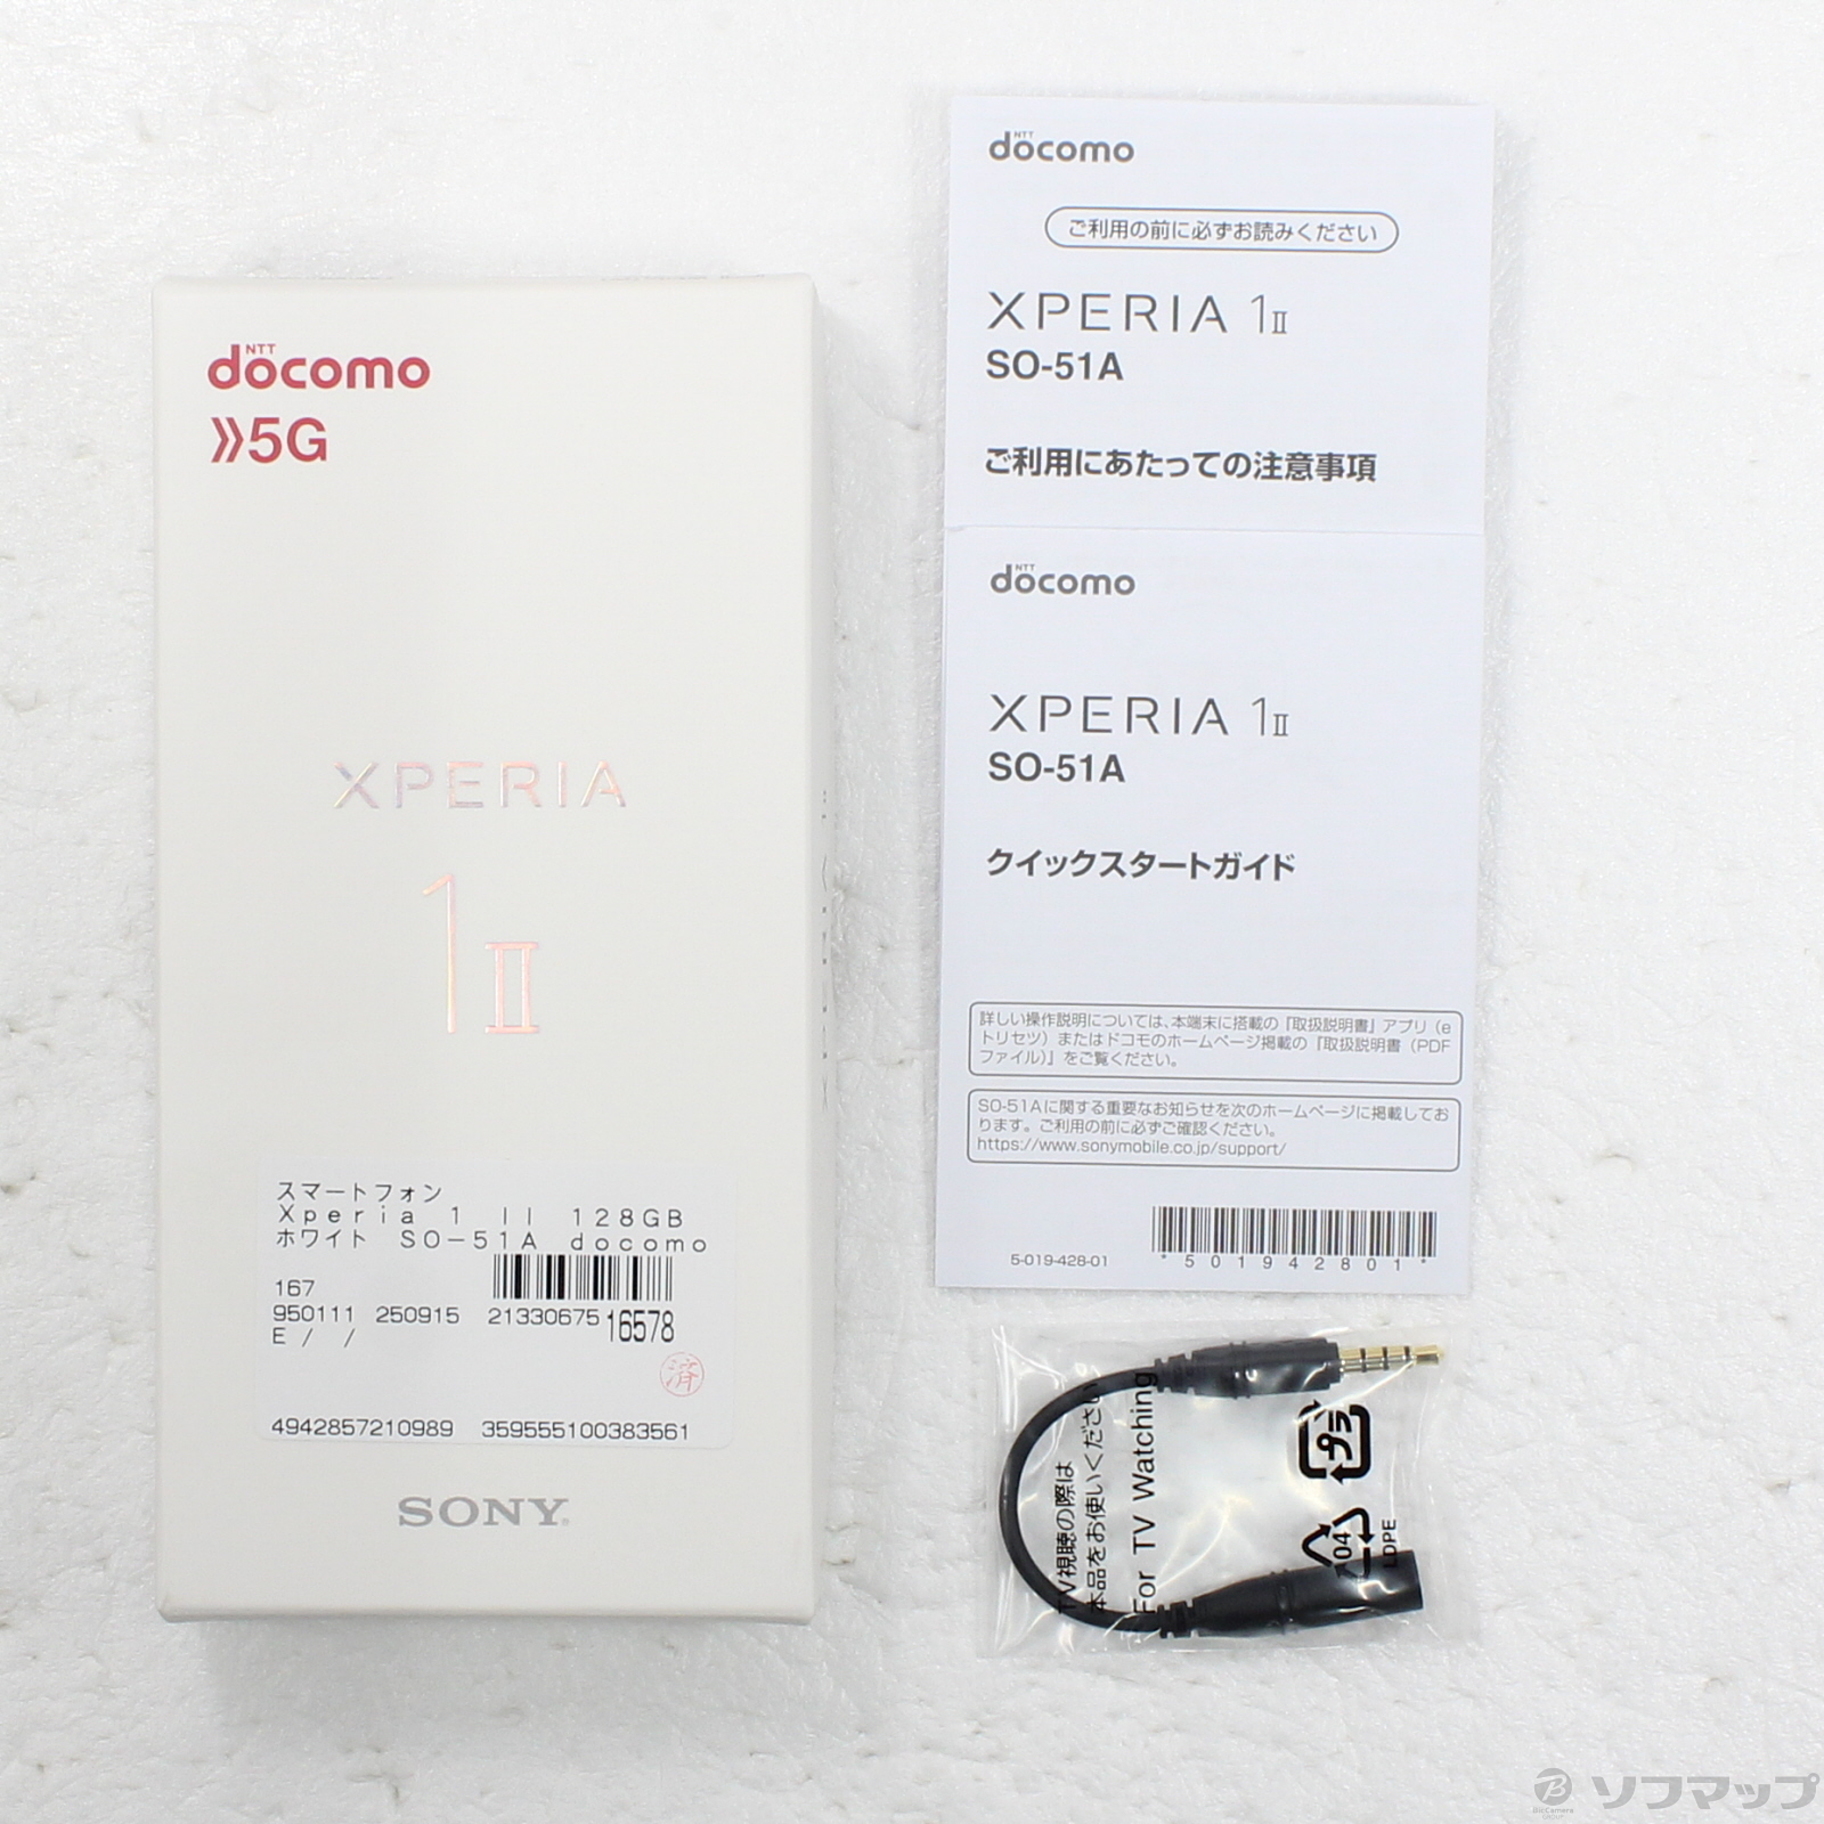 NTT
docomo
5G
XPERIA
1 II
スマートフォン
Xperia 1 II 128GB
ホワイト SO-51A docomo
167
950111 250915 21330675 16578
E / /
済
4942857210989 359555100383561
SONY
NTT
docomo
ご利用の前に必ずお読みください
XPERIA 1 II
SO-51A
ご利用にあたっての注意事項
NTT
docomo
XPERIA 1 II
SO-51A
クイックスタートガイド
詳しい操作説明については、本端末に搭載の『取扱説明書』アプリ（e
トリセツ）またはドコモのホームページ掲載の『取扱説明書（PDF
ファイル）』をご覧ください。
SO-51Aに関する重要なお知らせを次のホームページに掲載してお
ります。ご利用の前に必ずご確認ください。
https://www.sonymobile.co.jp/support/
5-019-428-01
*501942801*
TV視聴の際は
本品をお使いください
For TV Watching
プラ
04
LDPE
BicCamera
GROUP
ソフマップ